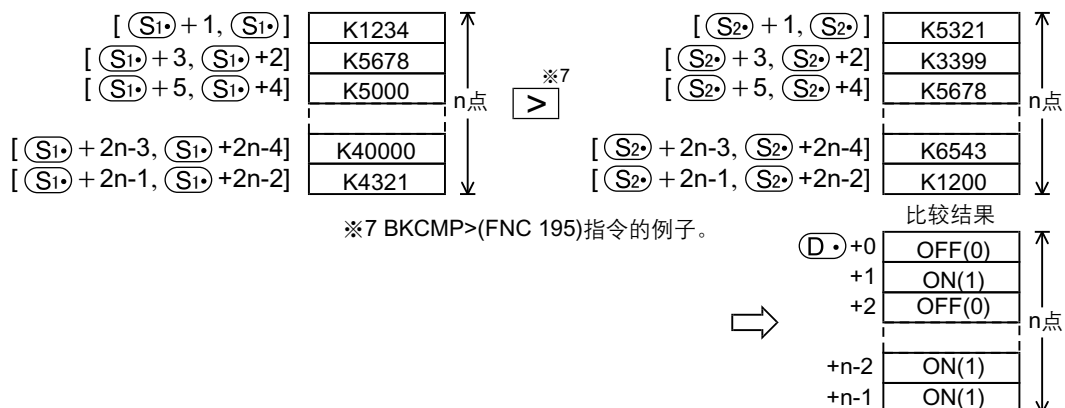 [ (S1•) + 1, (S1•) ] K1234
[ (S1•) + 3, (S1•) +2] K5678
[ (S1•) + 5, (S1•) +4] K5000
[ (S1•) + 2n-3, (S1•) +2n-4] K40000
[ (S1•) + 2n-1, (S1•) +2n-2] K4321
n点
※7
>
[ (S2•) + 1, (S2•) ] K5321
[ (S2•) + 3, (S2•) +2] K3399
[ (S2•) + 5, (S2•) +4] K5678
[ (S2•) + 2n-3, (S2•) +2n-4] K6543
[ (S2•) + 2n-1, (S2•) +2n-2] K1200
n点
※7 BKCMP>(FNC 195)指令的例子。
比较结果
(D •)+0 OFF(0)
+1 ON(1)
+2 OFF(0)
+n-2 ON(1)
+n-1 ON(1)
n点